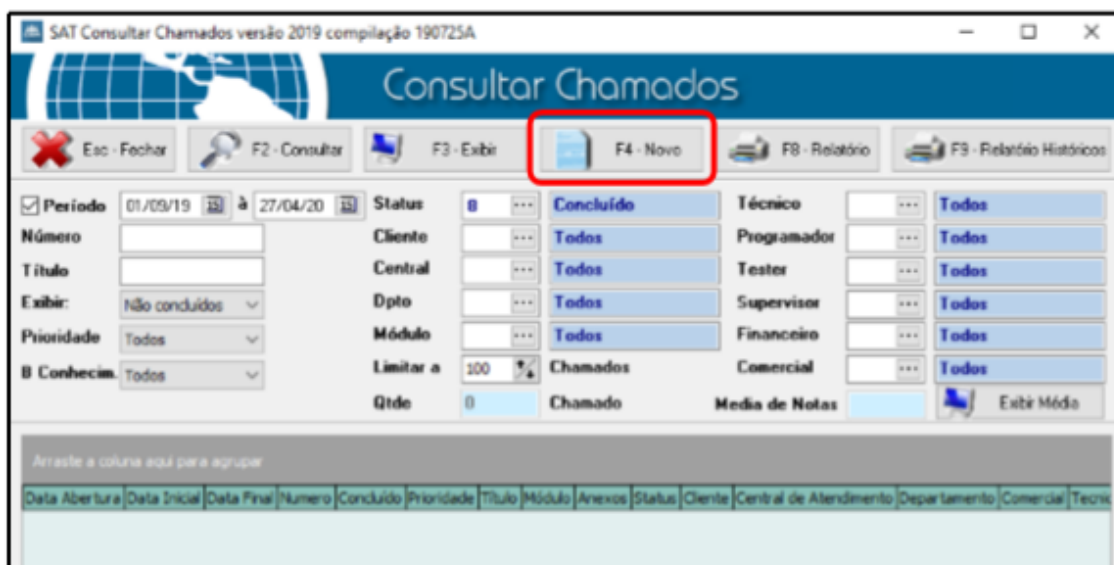 SAT Consultar Chamados versão 2019 compilação 190725A
Consultar Chamados
Esc - Fechar F2 - Consultar F3 - Exibir F4 - Novo F8 - Relatório F9 - Relatório Históricos
Período 01/09/19 15 à 27/04/20 15 Status 8 ... Concluído Técnico ... Todos
Número Cliente ... Todos Programador ... Todos
Título Central ... Todos Tester ... Todos
Exibir: Não concluídos Dpto ... Todos Supervisor ... Todos
Prioridade Todos Módulo ... Todos Financeiro ... Todos
B Conhecim. Todos Limitar a 100 Chamados Comercial ... Todos
Qtde 0 Chamado Media de Notas Exibir Média
Arraste a coluna aqui para agrupar
Data Abertura Data Inicial Data Final Numero Concluído Prioridade Título Módulo Anexos Status Cliente Central de Atendimento Departamento Comercial Tecnic